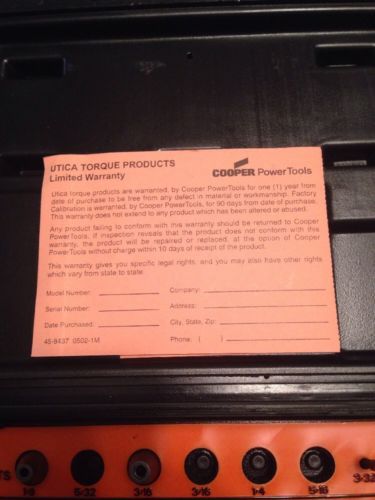 UTICA TORQUE PRODUCTS
Limited Warranty
COOPER PowerTools
Utica torque products are warranted, by Cooper PowerTools for one (1) year from
date of purchase to be free from any defect in material or workmanship. Factory
Calibration is warranted, by Cooper PowerTools, for 90 days from date of purchase.
This warranty does not extend to any product which has been altered or abused.
Any product failing to conform with this warranty should be returned to Cooper
PowerTools. If inspection reveals that the product does not conform with this
warranty, the product will be repaired or replaced, at the option of Cooper
PowerTools without charge within 10 days of receipt of the product.
This warranty gives you specific legal rights, and you may also have other rights
which vary from state to state.
Model Number:
Company:
Serial Number:
Address:
Date Purchased:
City, State, Zip:
45-8437 0502-1M
Phone, ( )
TS
5/32
3/16
3/16
1-4
5-16
3-32